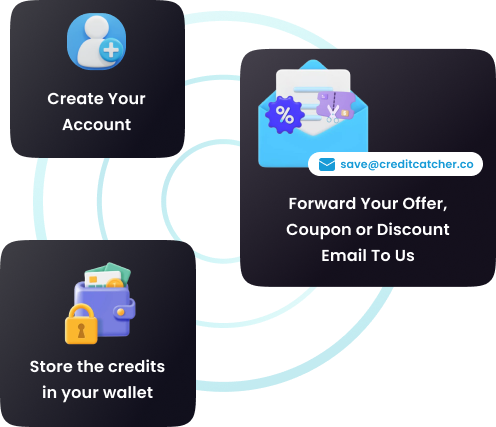 Create Your
Account
%
save@creditcatcher.co
Forward Your Offer,
Coupon or Discount
Email To Us
Store the credits
in your wallet